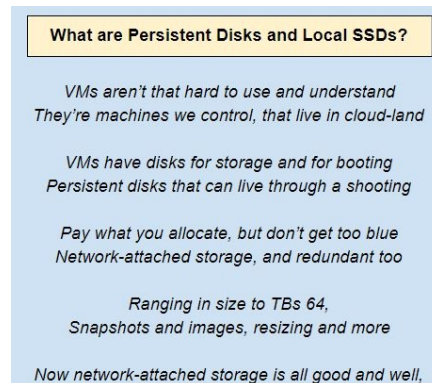 What are Persistent Disks and Local SSDs?
VMs aren’t that hard to use and understand
They’re machines we control, that live in cloud-land
VMs have disks for storage and for booting
Persistent disks that can live through a shooting
Pay what you allocate, but don’t get too blue
Network-attached storage, and redundant too
Ranging in size to TBs 64,
Snapshots and images, resizing and more
Now network-attached storage is all good and well,